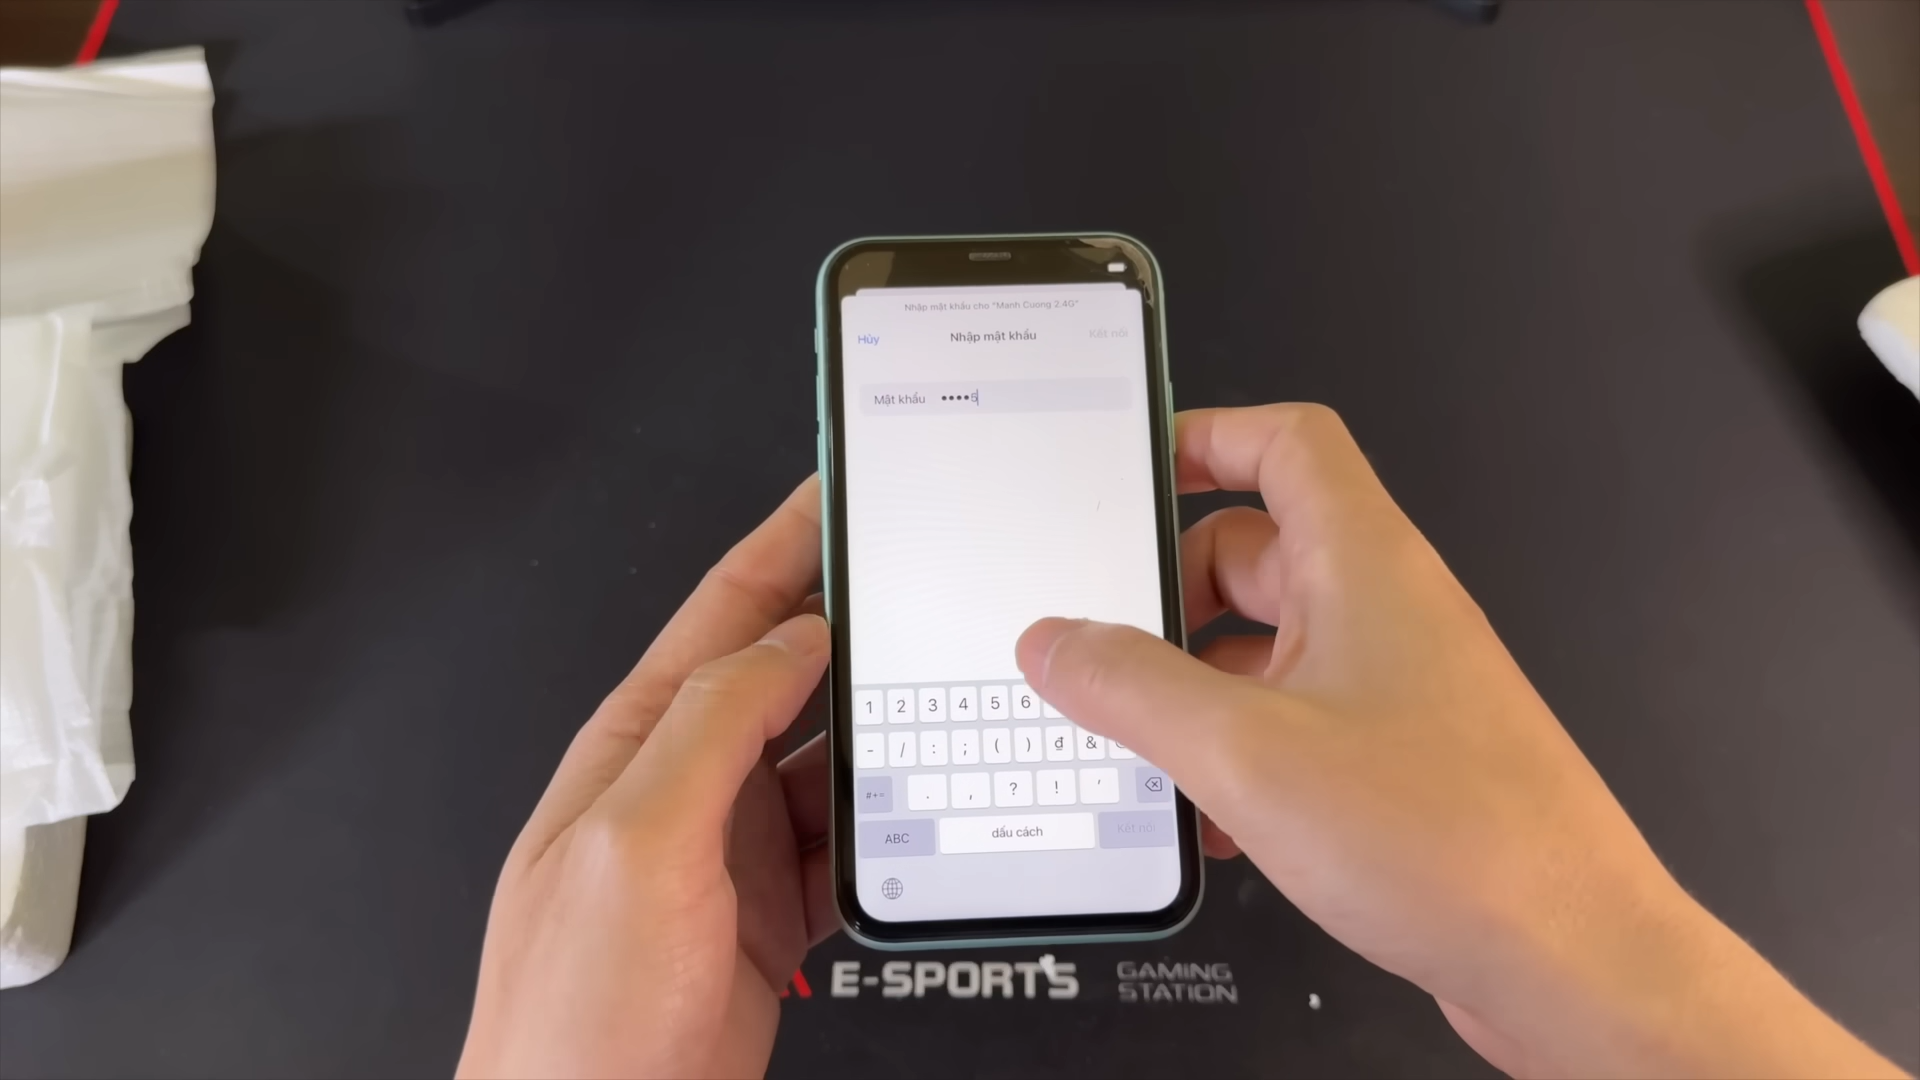 Nhập mật khẩu cho "Manh Cuong 2.4G"
Hủy Nhập mật khẩu Kết nối
Mật khẩu ••••5
1 2 3 4 5 6
- / : ; ( ) đ &
#+= . , ? ! '
ABC dấu cách Kết nối
E-SPORTS GAMING STATION